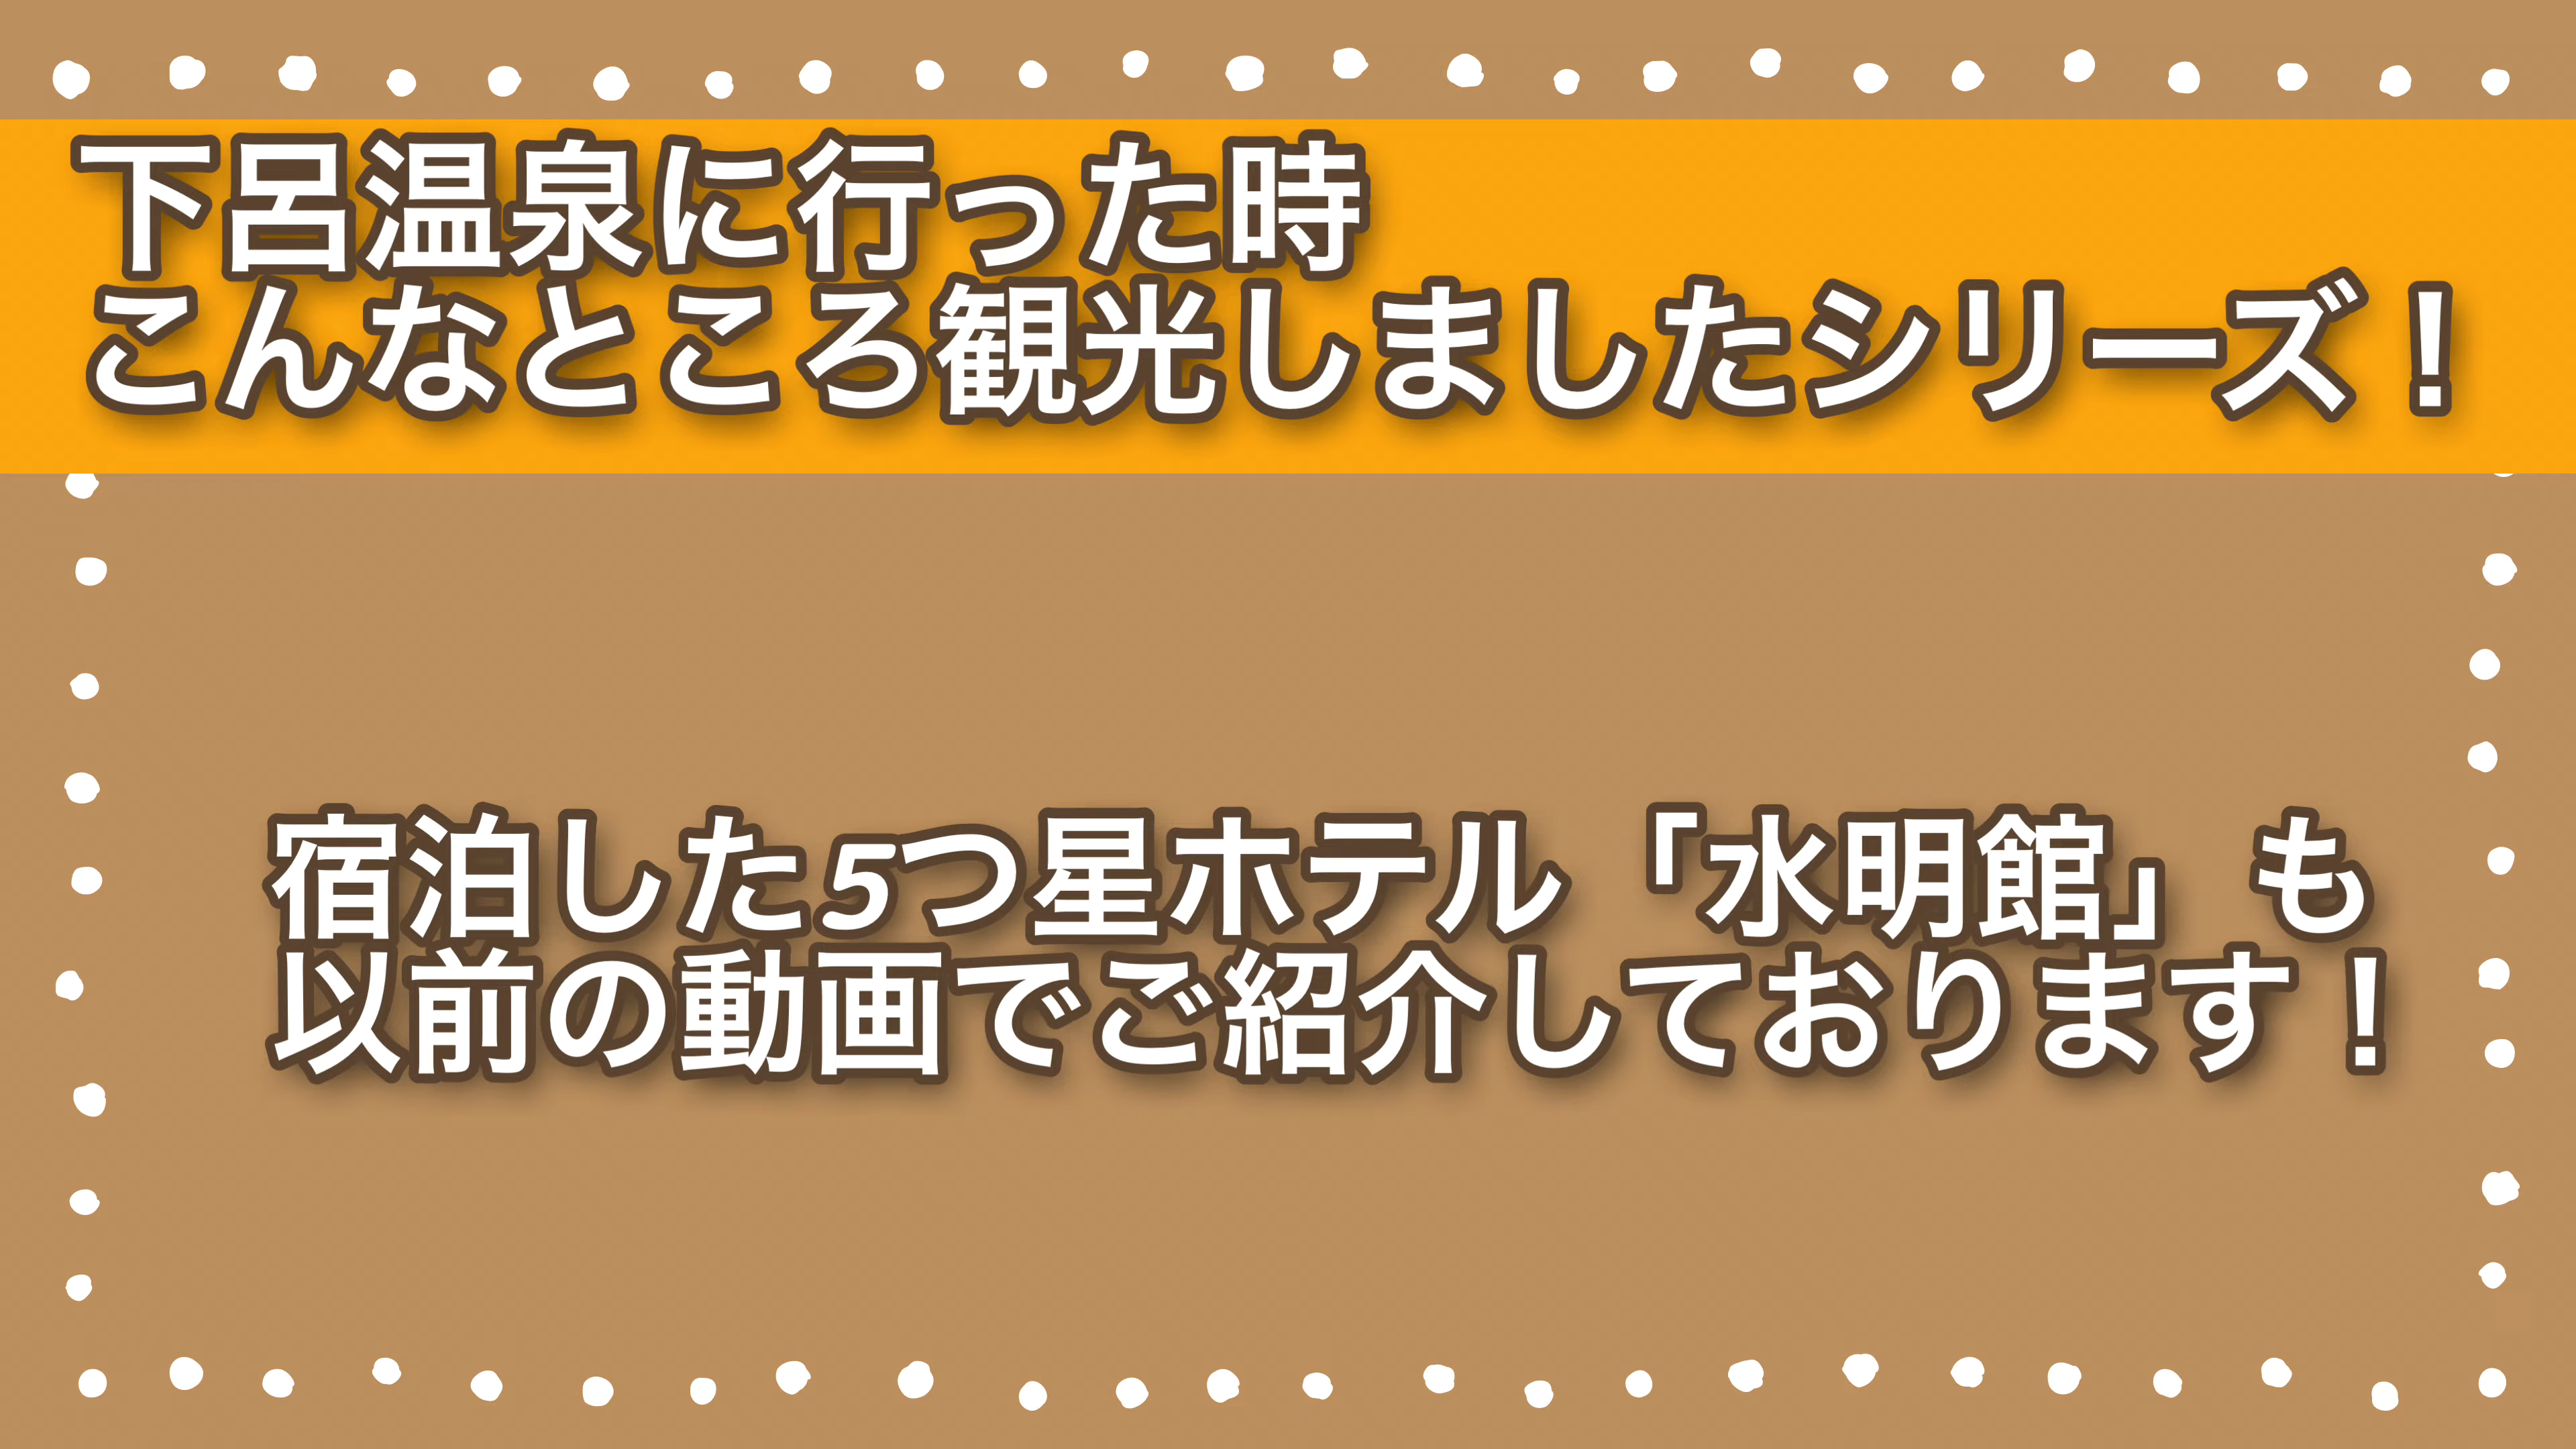 下呂温泉に行った時
こんなところ観光しましたシリーズ！
宿泊した5つ星ホテル「水明館」も
以前の動画でご紹介しております！